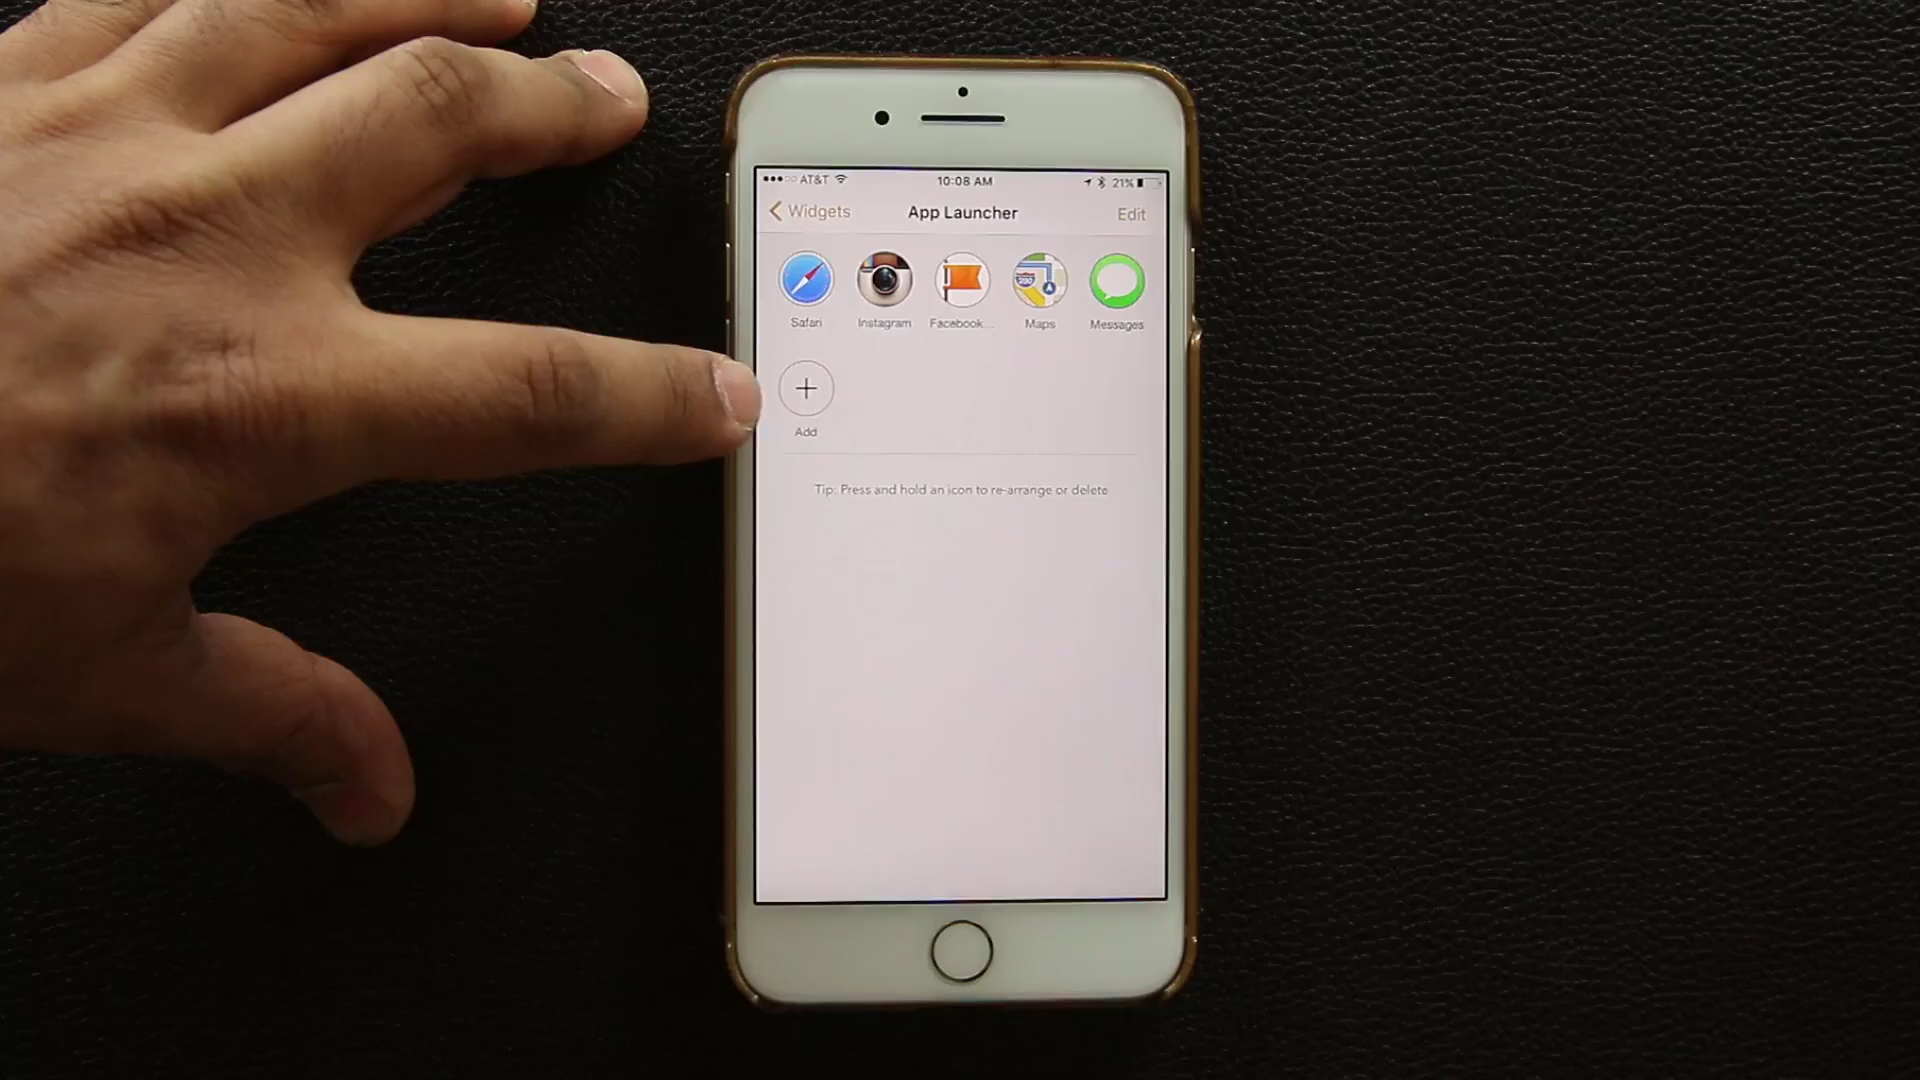 AT&T 10:08 AM 21%
Widgets App Launcher Edit
Safari Instagram Facebook... Maps Messages
Add
Tip: Press and hold an icon to re-arrange or delete